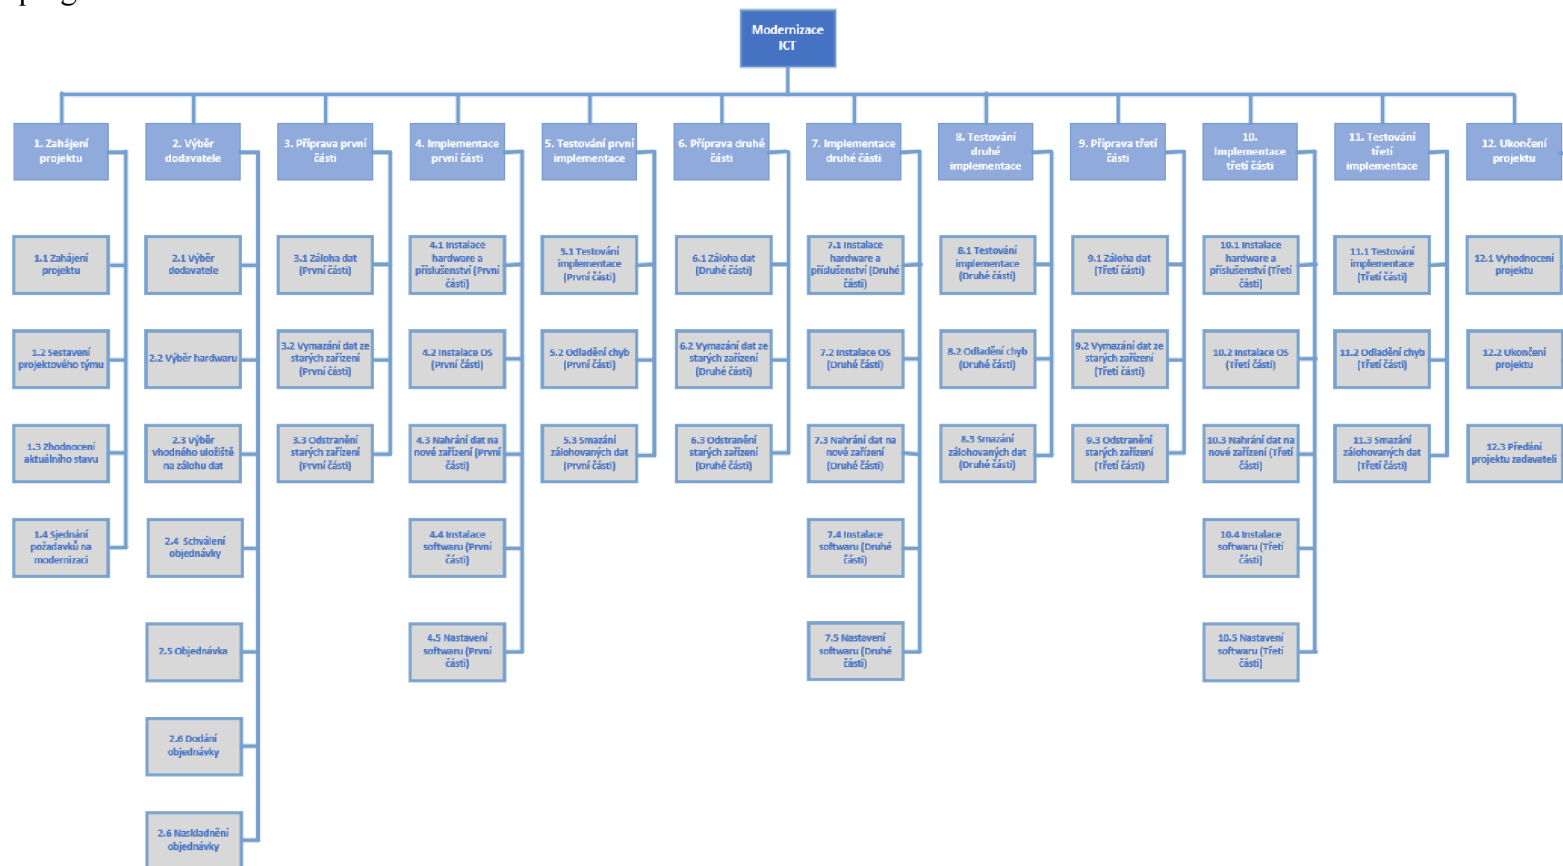 Modernizace
ICT
1. Zahájení
projektu
2. Výběr
dodavatele
3. Příprava první
části
4. Implementace
první části
5. Testování první
implementace
6. Příprava druhé
části
7. Implementace
druhé části
8. Testování
druhé
implementace
9. Příprava třetí
části
10.
Implementace
třetí části
11. Testování
třetí
implementace
12. Ukončení
projektu
1.1 Zahájení
projektu
2.1 Výběr
dodavatele
3.1 Záloha dat
(První části)
4.1 Instalace
hardware a
příslušenství (První
části)
5.1 Testování
implementace
(První části)
6.1 Záloha dat
(Druhé části)
7.1 Instalace
hardware a
příslušenství (Druhé
části)
8.1 Testování
implementace
(Druhé části)
9.1 Záloha dat
(Třetí části)
10.1 Instalace
hardware a
příslušenství (Třetí
části)
11.1 Testování
implementace
(Třetí části)
12.1 Vyhodnocení
projektu
1.2 Sestavení
projektového týmu
2.2 Výběr hardwaru
3.2 Vymazání dat ze
starých zařízení
(První části)
4.2 Instalace OS
(První části)
5.2 Odladění chyb
(První části)
6.2 Vymazání dat ze
starých zařízení
(Druhé části)
7.2 Instalace OS
(Druhé části)
8.2 Odladění chyb
(Druhé části)
9.2 Vymazání dat ze
starých zařízení
(Třetí části)
10.2 Instalace OS
(Třetí části)
11.2 Odladění chyb
(Třetí části)
12.2 Ukončení
projektu
1.3 Zhodnocení
aktuálního stavu
2.3 Výběr
vhodného uložiště
na zálohu dat
3.3 Odstranění
starých zařízení
(První části)
4.3 Nahrání dat na
nové zařízení (První
části)
5.3 Smazání
zálohovaných dat
(První části)
6.3 Odstranění
starých zařízení
(Druhé části)
7.3 Nahrání dat na
nové zařízení (Druhé
části)
8.3 Smazání
zálohovaných dat
(Druhé části)
9.3 Odstranění
starých zařízení
(Třetí části)
10.3 Nahrání dat na
nové zařízení (Třetí
části)
11.3 Smazání
zálohovaných dat
(Třetí části)
12.3 Předání
projektu zadavateli
1.4 Sjednání
požadavků na
modernizaci
2.4 Schválení
objednávky
4.4 Instalace
softwaru (První
části)
7.4 Instalace
softwaru (Druhé
části)
10.4 Instalace
softwaru (Třetí
části)
2.5 Objednávka
4.5 Nastavení
softwaru (První
části)
7.5 Nastavení
softwaru (Druhé
části)
10.5 Nastavení
softwaru (Třetí
části)
2.6 Dodání
objednávky
2.6 Naskladnění
objednávky